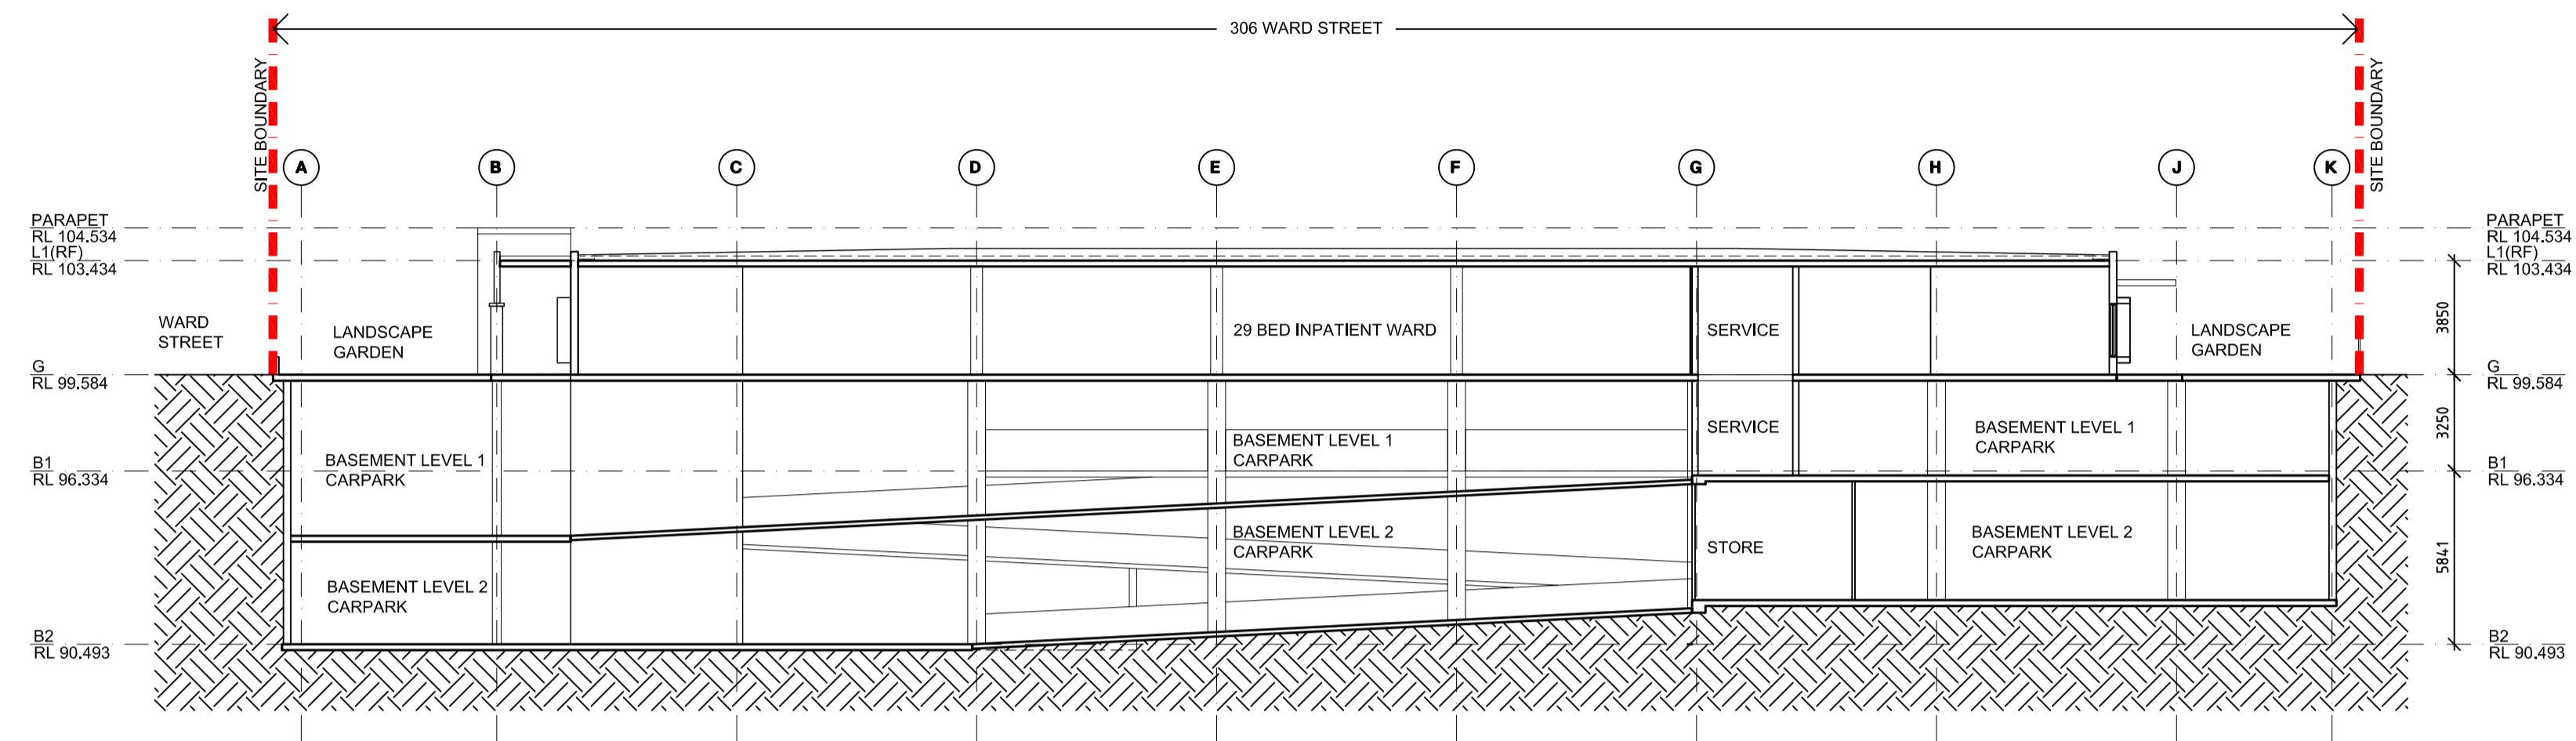 306 WARD STREET
SITE BOUNDARY
SITE BOUNDARY
A B C D E F G H J K
PARAPET
RL 104.534
L1(RF)
RL 103.434
PARAPET
RL 104.534
L1(RF)
RL 103.434
WARD
STREET
LANDSCAPE
GARDEN
29 BED INPATIENT WARD
SERVICE
LANDSCAPE
GARDEN
3850
G
RL 99.584
G
RL 99.584
BASEMENT LEVEL 1
CARPARK
BASEMENT LEVEL 1
CARPARK
SERVICE
BASEMENT LEVEL 1
CARPARK
3250
B1
RL 96.334
B1
RL 96.334
BASEMENT LEVEL 2
CARPARK
BASEMENT LEVEL 2
CARPARK
STORE
BASEMENT LEVEL 2
CARPARK
5841
B2
RL 90.493
B2
RL 90.493